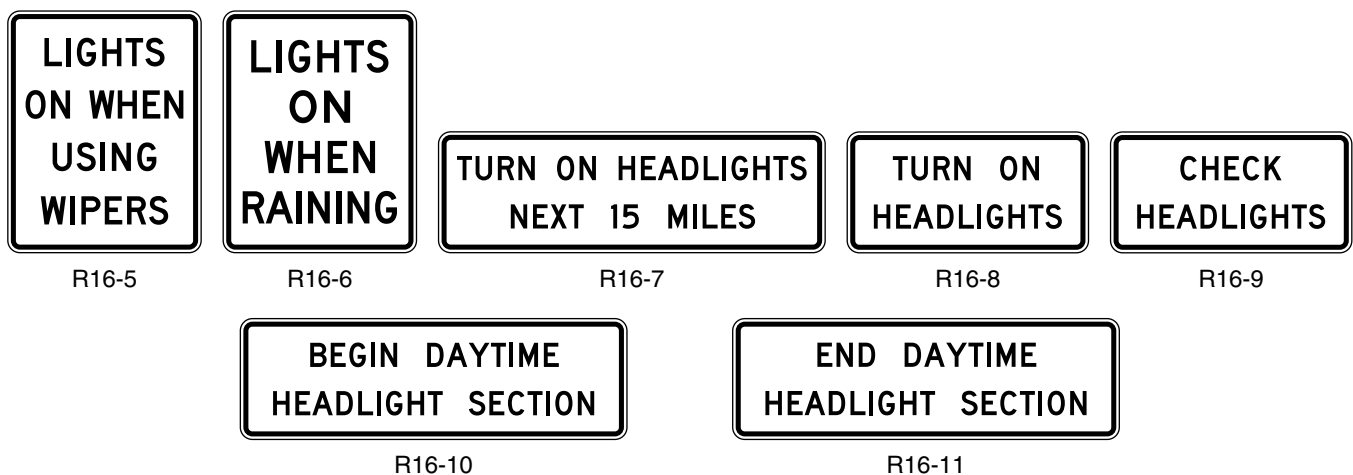 LIGHTS
ON WHEN
USING
WIPERS
R16-5
LIGHTS
ON
WHEN
RAINING
R16-6
TURN ON HEADLIGHTS
NEXT 15 MILES
R16-7
TURN ON
HEADLIGHTS
R16-8
CHECK
HEADLIGHTS
R16-9
BEGIN DAYTIME
HEADLIGHT SECTION
R16-10
END DAYTIME
HEADLIGHT SECTION
R16-11